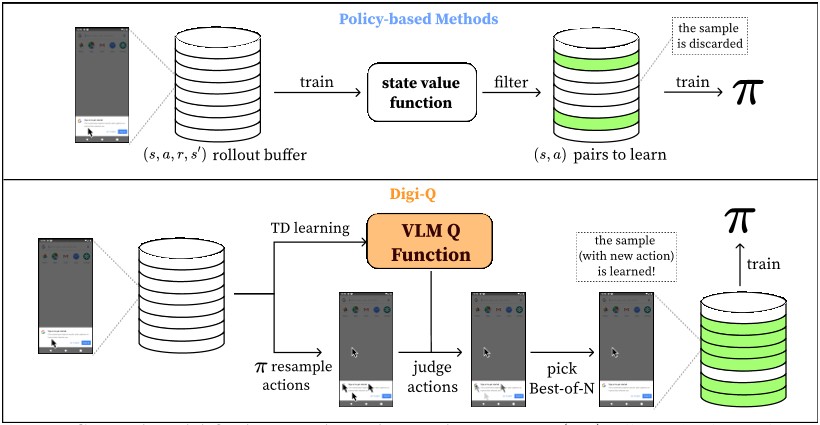 Policy-based Methods
the sample
is discarded
train
state value
function
filter
train
π
(s, a, r, s′) rollout buffer
(s, a) pairs to learn
Digi-Q
TD learning
VLM Q
Function
the sample
(with new action)
is learned!
π
train
π resample
actions
judge
actions
pick
Best-of-N